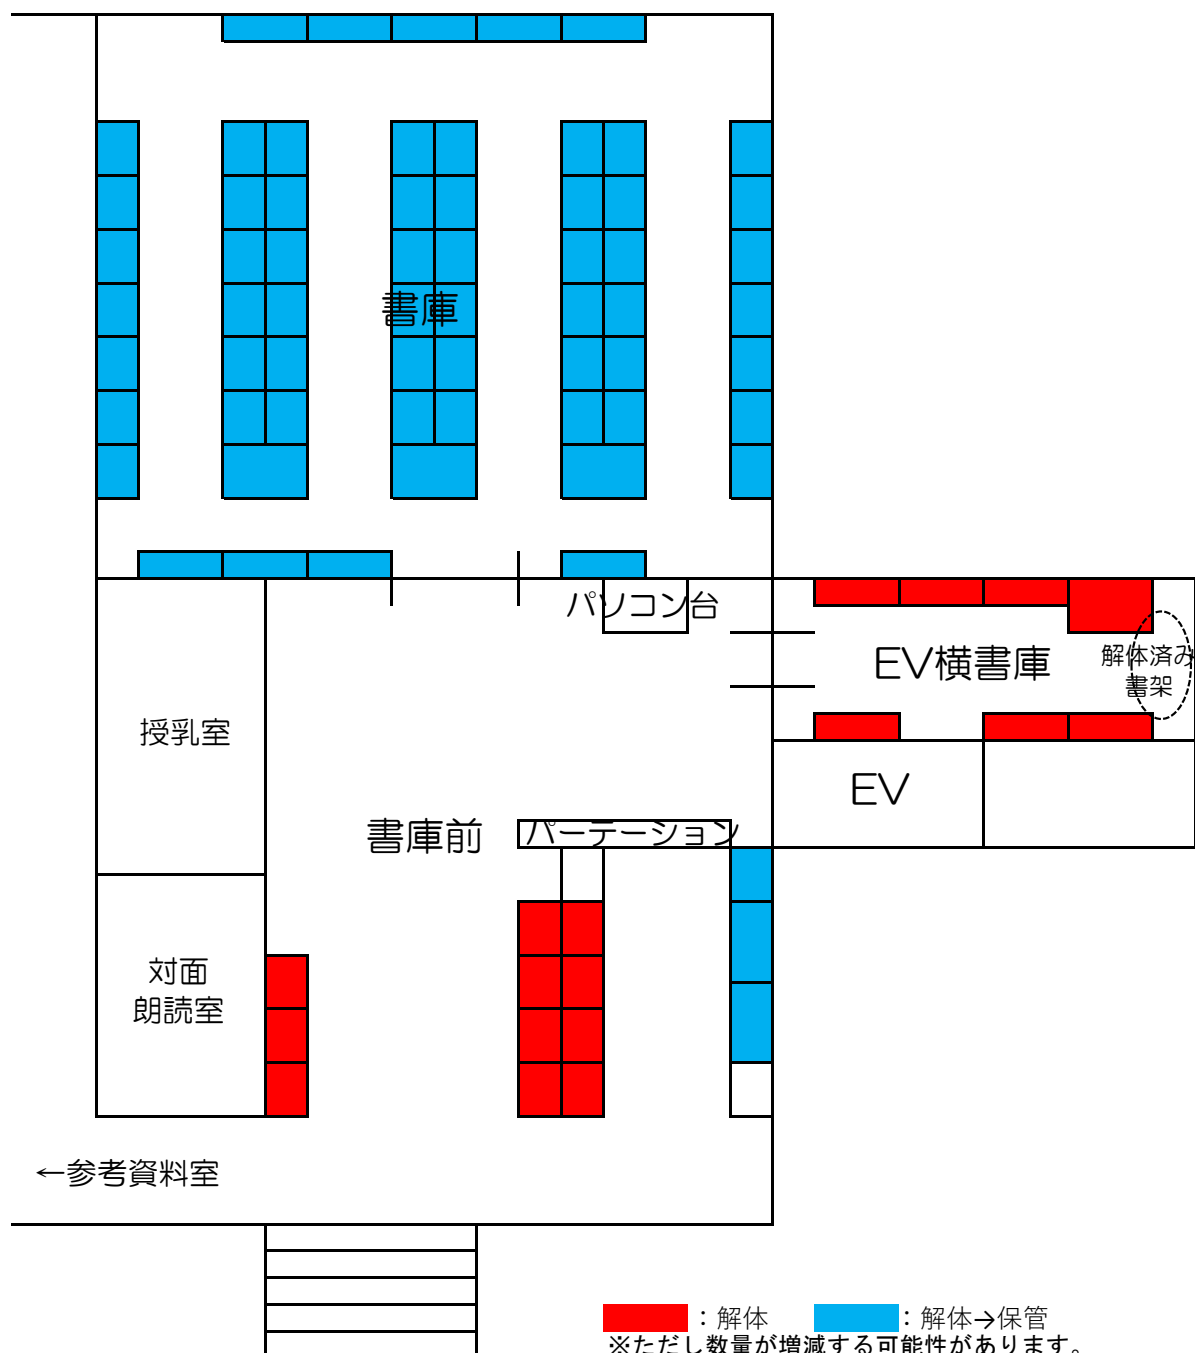 書庫
パソコン台
EV横書庫
解体済み
書架
授乳室
EV
書庫前
パーテーション
対面
朗読室
←参考資料室
：解体
：解体→保管
※ただし数量が増減する可能性があります。